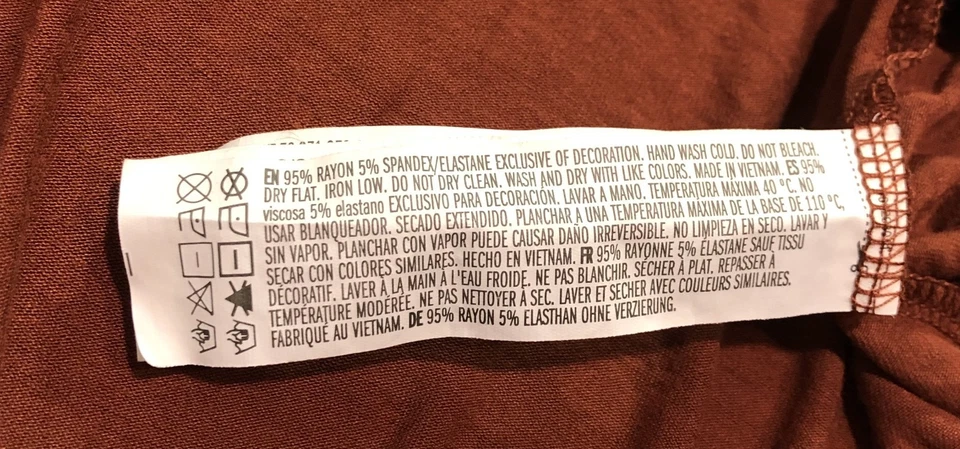 EN 95% RAYON 5% SPANDEX/ELASTANE EXCLUSIVE OF DECORATION. HAND WASH COLD. DO NOT BLEACH.
DRY FLAT. IRON LOW. DO NOT DRY CLEAN. WASH AND DRY WITH LIKE COLORS. MADE IN VIETNAM. ES 95%
viscosa 5% elastano EXCLUSIVO PARA DECORACIÓN. LAVAR A MANO. TEMPERATURA MÁXIMA 40 °C. NO
USAR BLANQUEADOR. SECADO EXTENDIDO. PLANCHAR A UNA TEMPERATURA MÁXIMA DE LA BASE DE 110 °C,
SIN VAPOR. PLANCHAR CON VAPOR PUEDE CAUSAR DAÑO IRREVERSIBLE. NO LIMPIEZA EN SECO. LAVAR Y
SECAR CON COLORES SIMILARES. HECHO EN VIETNAM. FR 95% RAYONNE 5% ÉLASTANE SAUF TISSU
DÉCORATIF. LAVER À LA MAIN À L'EAU FROIDE. NE PAS BLANCHIR. SÉCHER À PLAT. REPASSER À
TEMPÉRATURE MODÉRÉE. NE PAS NETTOYER À SEC. LAVER ET SECHER AVEC COULEURS SIMILAIRES.
FABRIQUÉ AU VIETNAM. DE 95% RAYON 5% ELASTHAN OHNE VERZIERUNG.